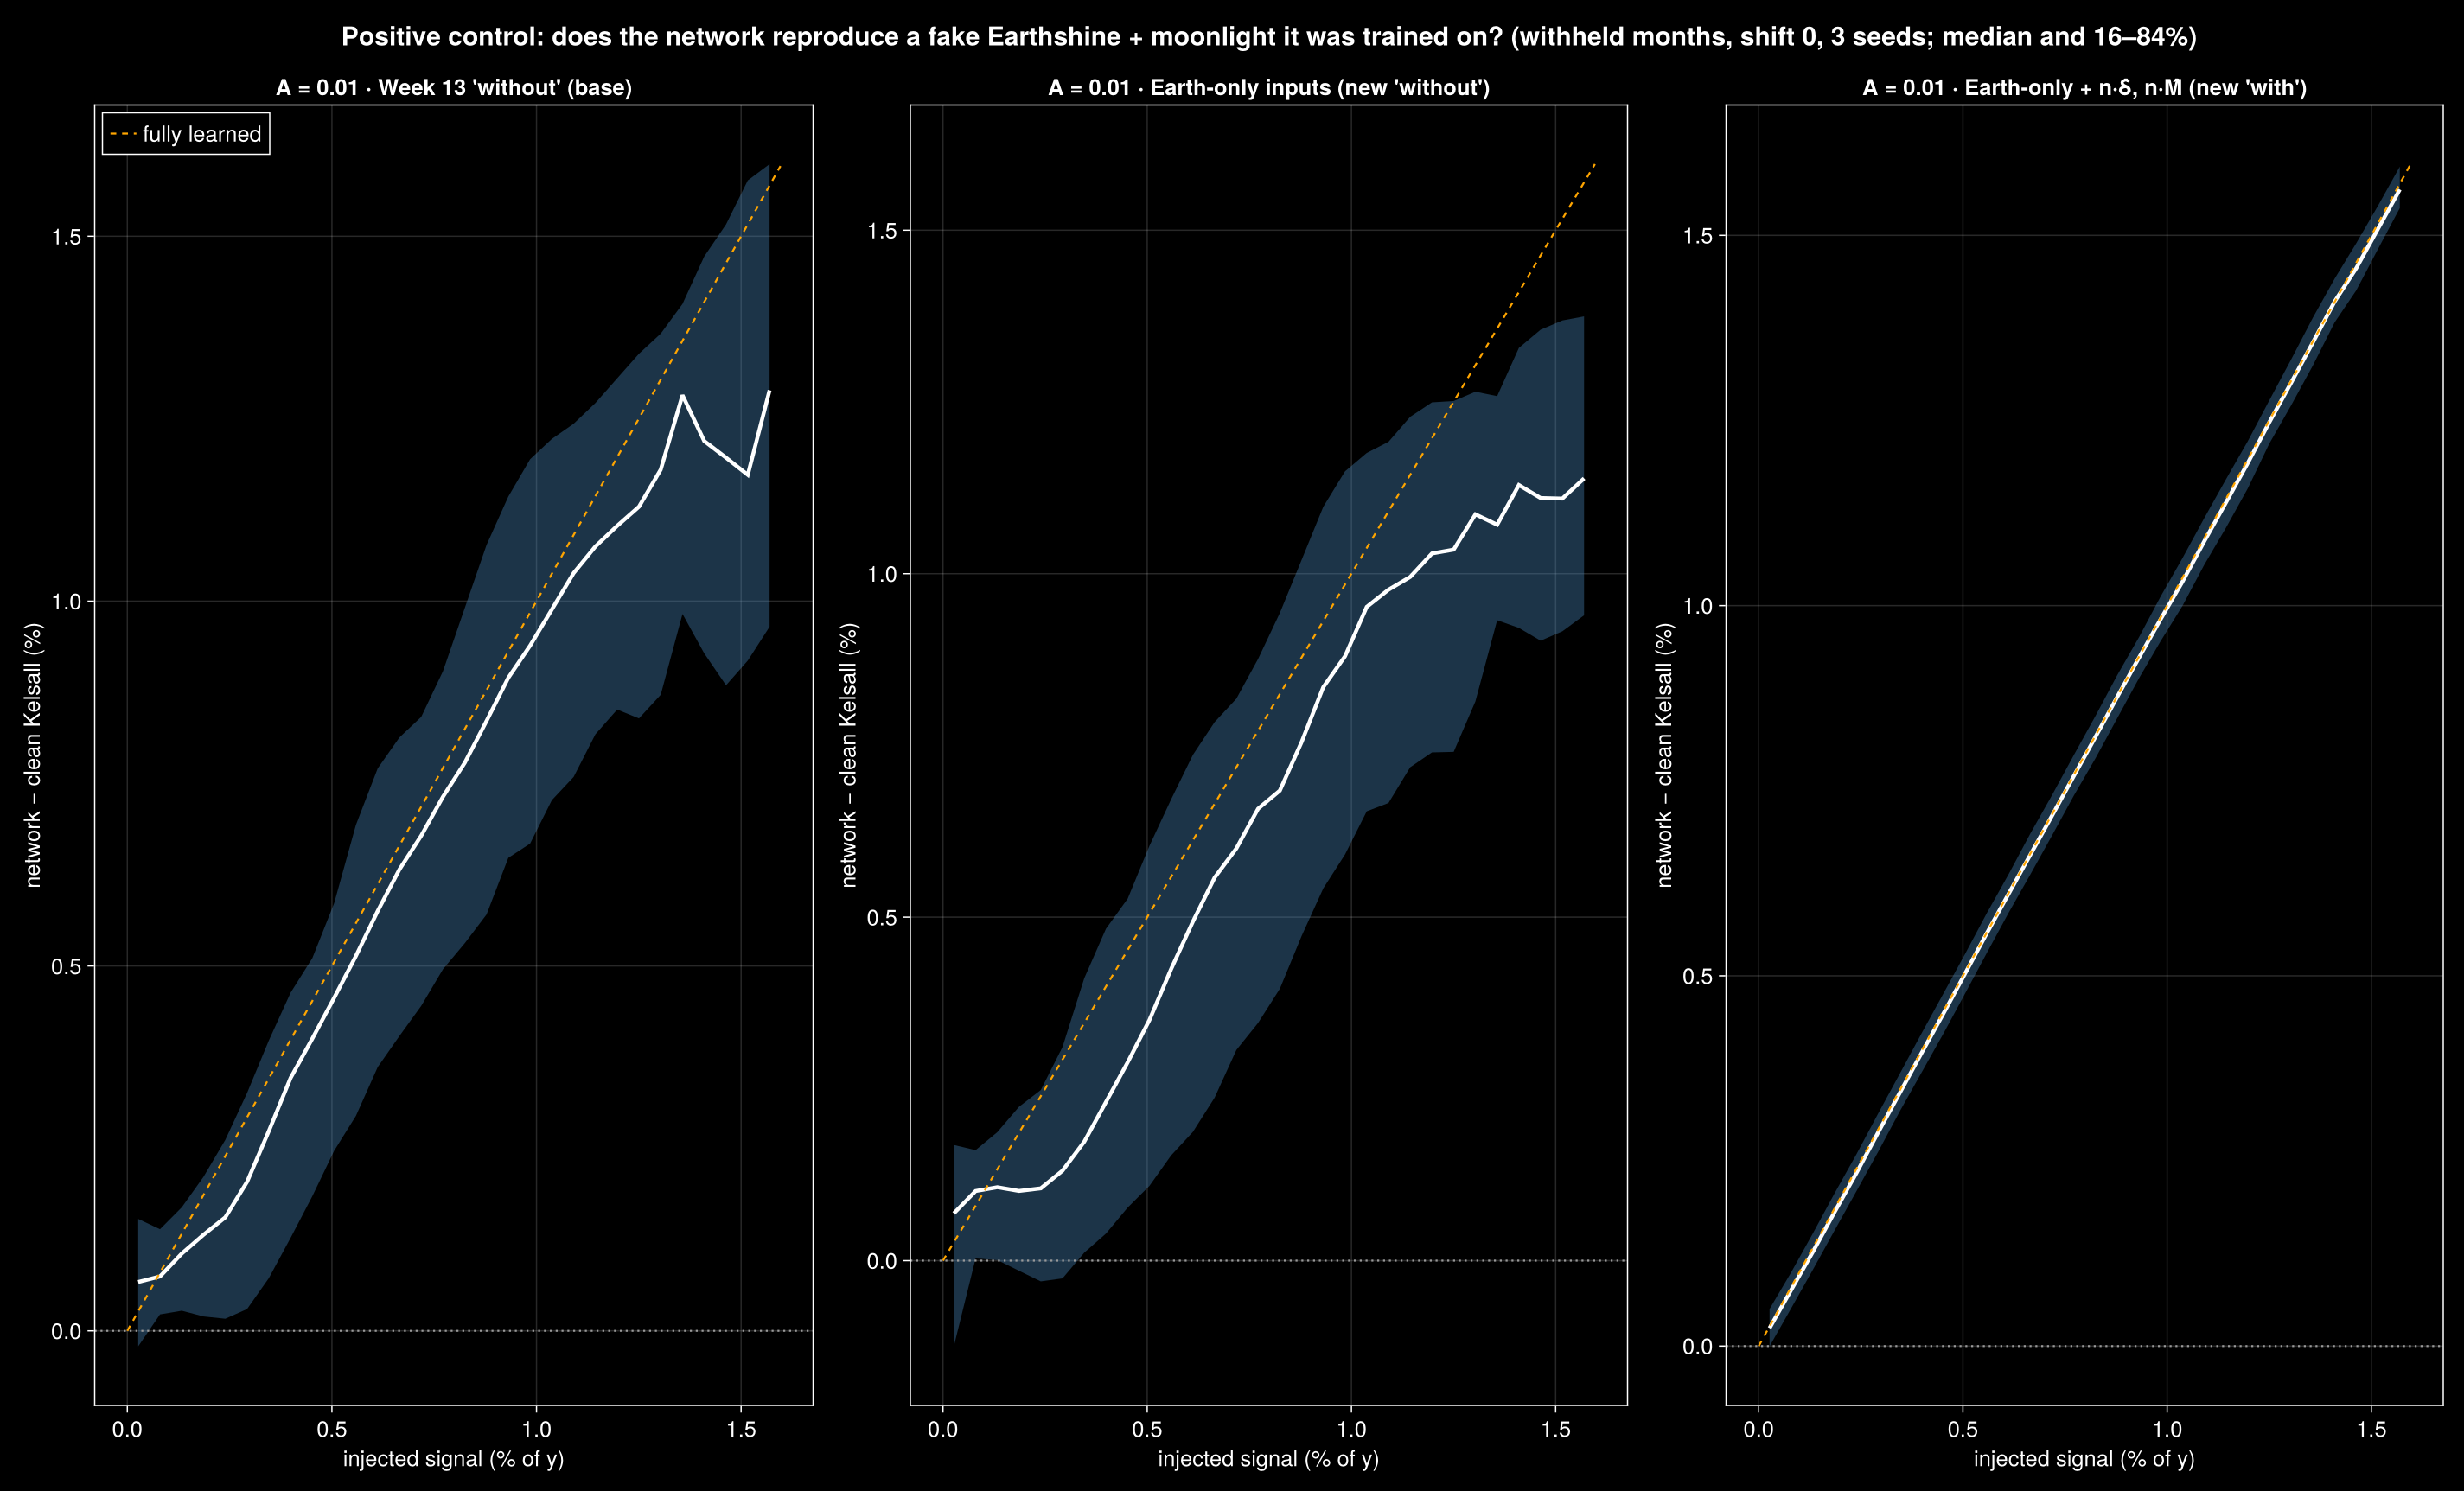 Positive control: does the network reproduce a fake Earthshine + moonlight it was trained on? (withheld months, shift 0, 3 seeds; median and 16–84%)
A = 0.01 · Week 13 'without' (base)
fully learned
network – clean Kelsall (%)
1.5
1.0
0.5
0.0
0.0 0.5 1.0 1.5
injected signal (% of y)
A = 0.01 · Earth-only inputs (new 'without')
network – clean Kelsall (%)
1.5
1.0
0.5
0.0
0.0 0.5 1.0 1.5
injected signal (% of y)
A = 0.01 · Earth-only + n·δ, n·M (new 'with')
network – clean Kelsall (%)
1.5
1.0
0.5
0.0
0.0 0.5 1.0 1.5
injected signal (% of y)